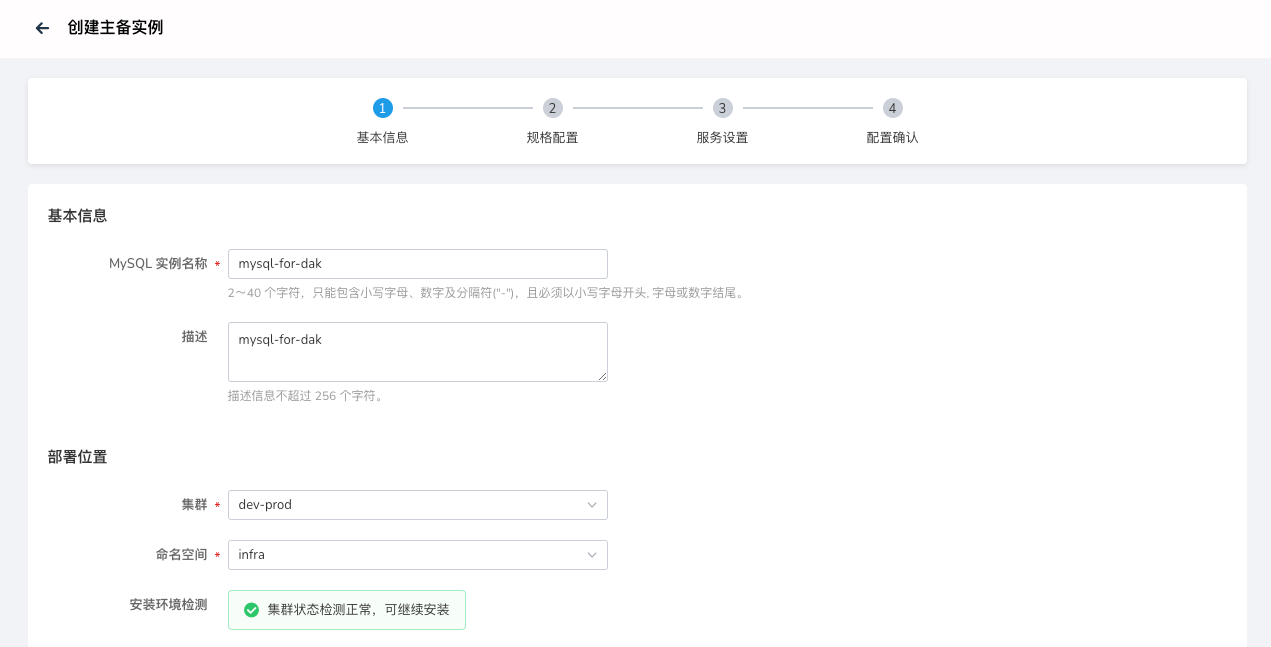 创建主备实例
1 2 3 4
基本信息 规格配置 服务设置 配置确认
基本信息
MySQL 实例名称 * mysql-for-dak
2～40 个字符，只能包含小写字母、数字及分隔符("-")，且必须以小写字母开头, 字母或数字结尾。
描述 mysql-for-dak
描述信息不超过 256 个字符。
部署位置
集群 * dev-prod
命名空间 * infra
安装环境检测 集群状态检测正常，可继续安装